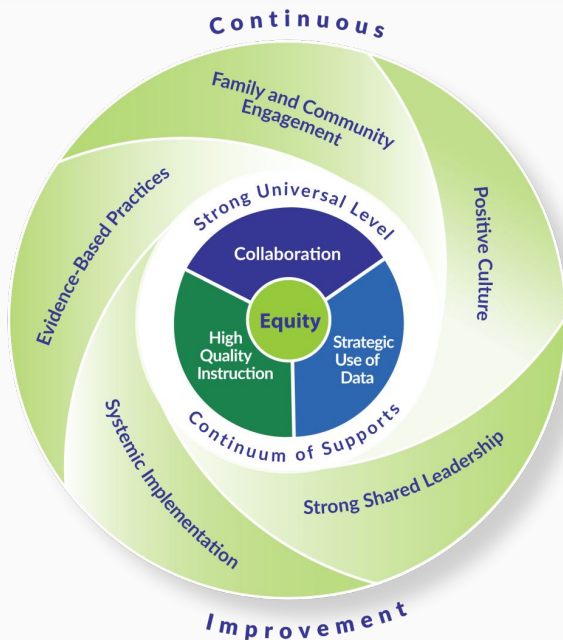 Continuous
Family and Community
Engagement
Positive Culture
Evidence-Based Practices
Strong Universal Level
Collaboration
Equity
High
Quality
Instruction
Strategic
Use of
Data
Continuum of Supports
Systemic Implementation
Strong Shared Leadership
Improvement